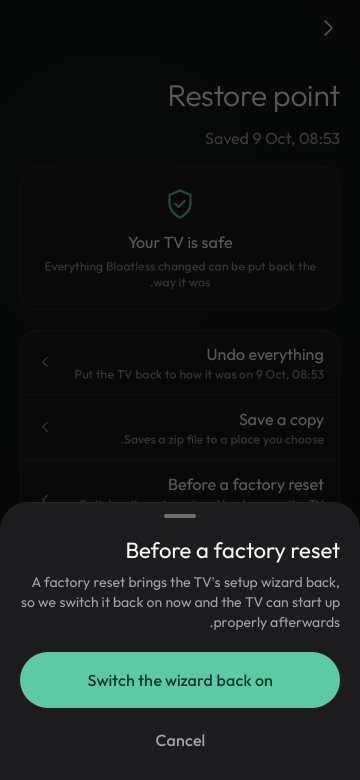 Restore point
Saved 9 Oct, 08:53
Your TV is safe
Everything Bloatless changed can be put back the
.way it was
Undo everything
Put the TV back to how it was on 9 Oct, 08:53
Save a copy
.Saves a zip file to a place you choose
Before a factory reset
Before a factory reset
A factory reset brings the TV's setup wizard back,
so we switch it back on now and the TV can start up
.properly afterwards
Switch the wizard back on
Cancel